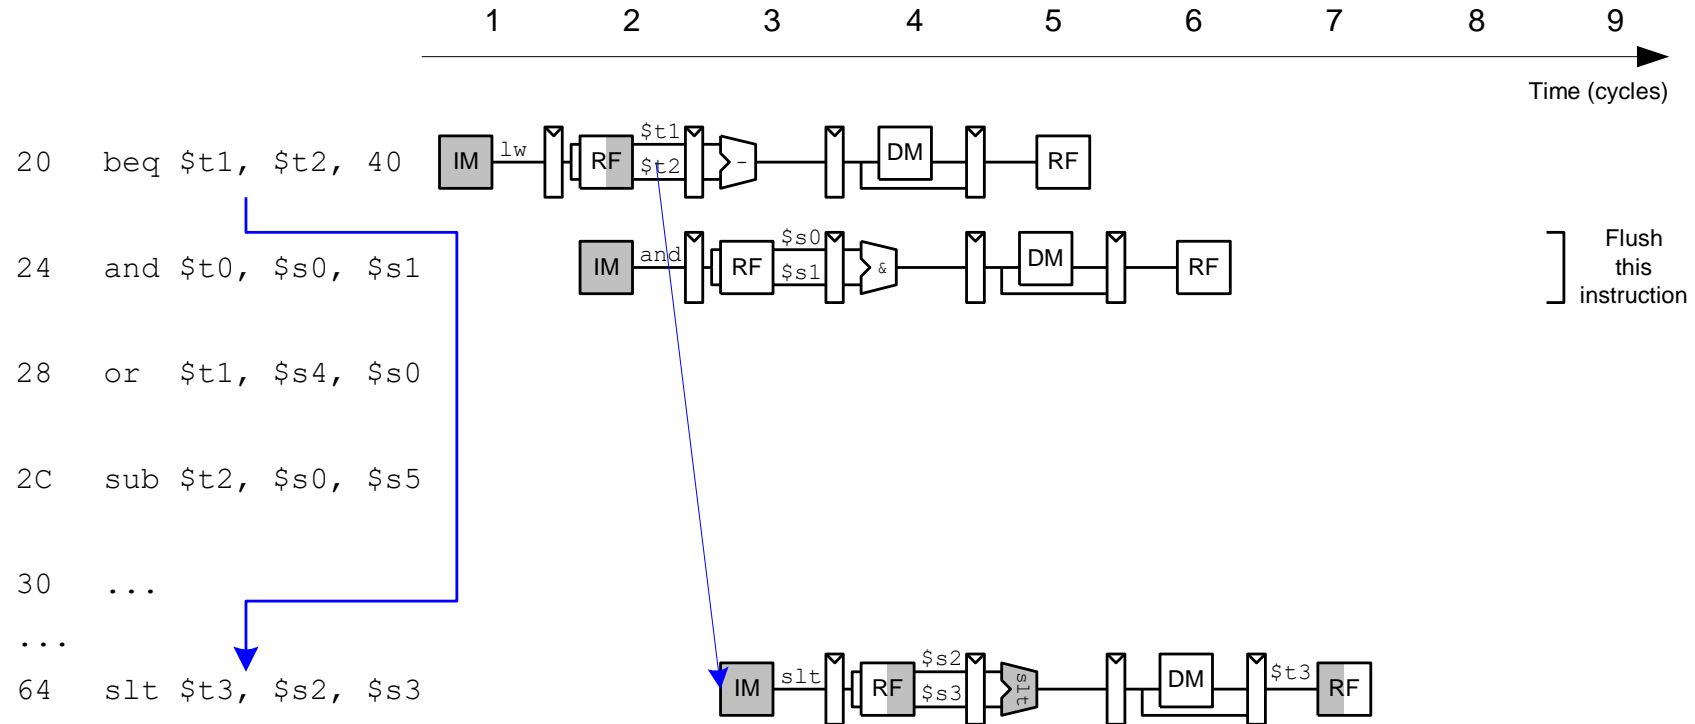 1 2 3 4 5 6 7 8 9
Time (cycles)
20 beq $t1, $t2, 40 IM lw RF $t1 $t2 - DM RF
24 and $t0, $s0, $s1 IM and RF $s0 $s1 & DM RF
Flush
this
instruction
28 or $t1, $s4, $s0
2C sub $t2, $s0, $s5
30 ...
...
64 slt $t3, $s2, $s3 IM slt RF $s2 $s3 slt DM $t3 RF